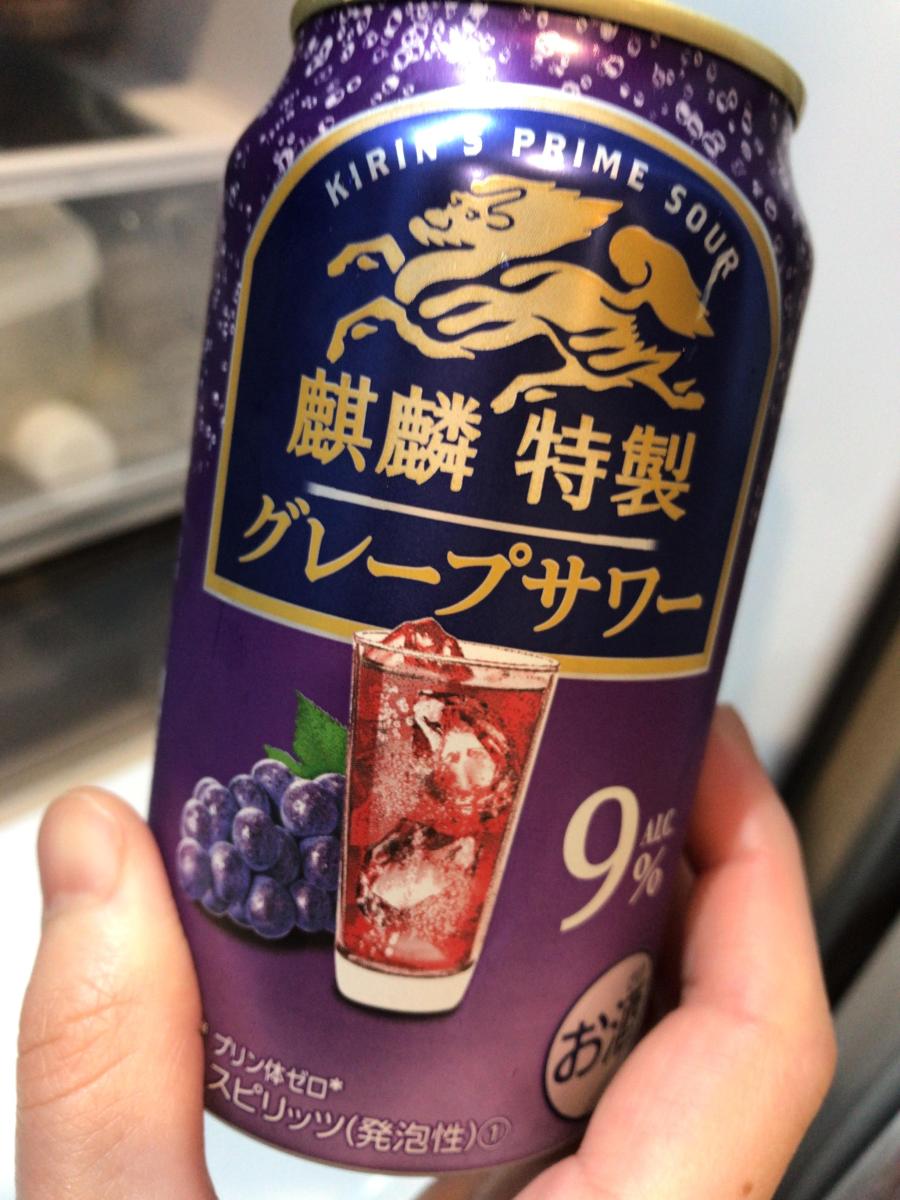 KIRIN'S PRIME SOUR
麒麟 特製
グレープサワー
9 ALC. %
お酒
プリン体ゼロ*
スピリッツ(発泡性)①